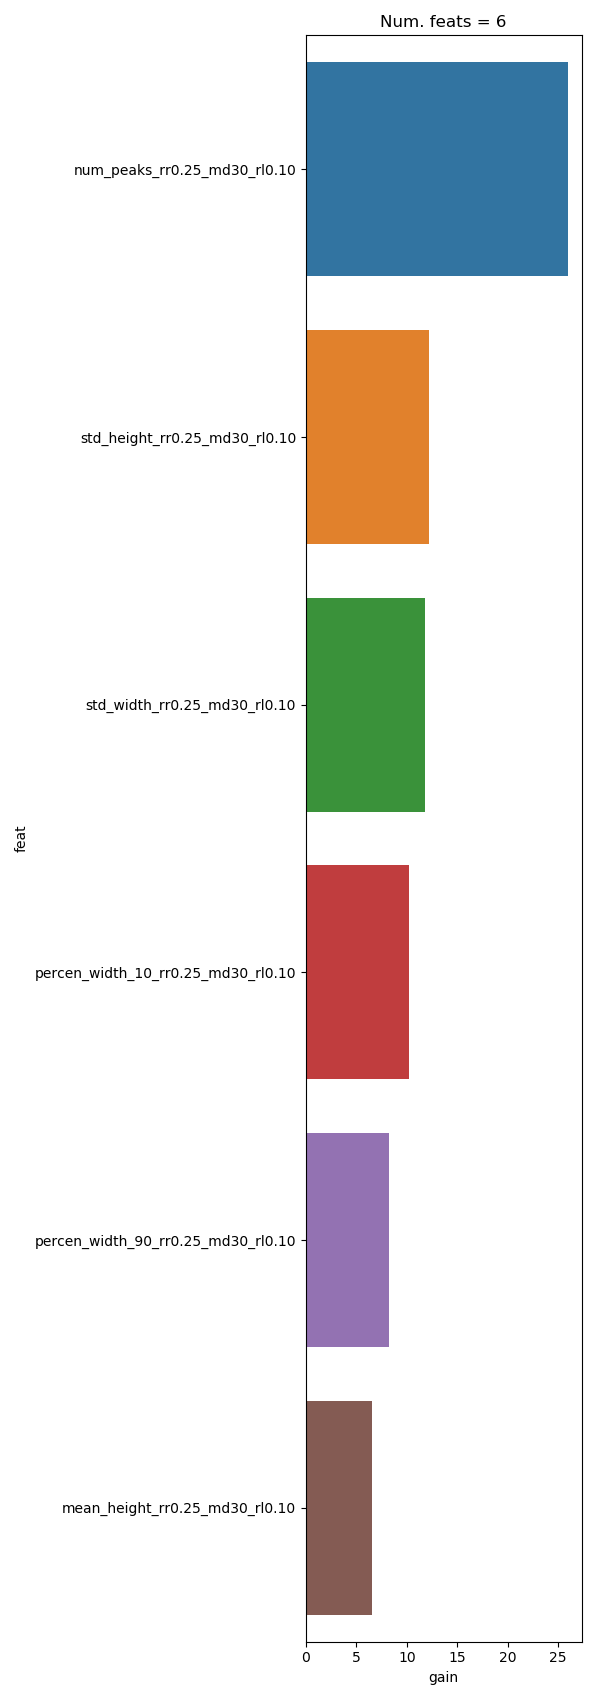 Num. feats = 6
num_peaks_rr0.25_md30_rl0.10
std_height_rr0.25_md30_rl0.10
std_width_rr0.25_md30_rl0.10
feat
percen_width_10_rr0.25_md30_rl0.10
percen_width_90_rr0.25_md30_rl0.10
mean_height_rr0.25_md30_rl0.10
0 5 10 15 20 25
gain